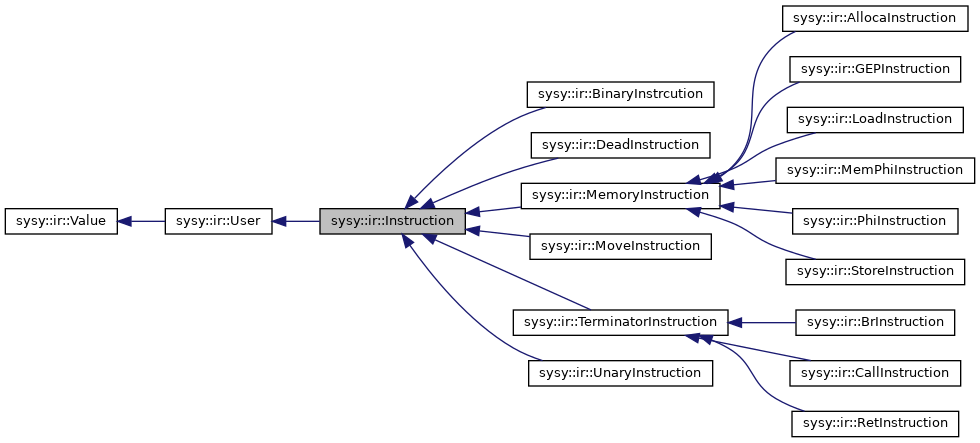 sysy::ir::AllocaInstruction
sysy::ir::GEPInstruction
sysy::ir::BinaryInstrcution
sysy::ir::LoadInstruction
sysy::ir::DeadInstruction
sysy::ir::MemPhiInstruction
sysy::ir::MemoryInstruction
sysy::ir::Value
sysy::ir::User
sysy::ir::Instruction
sysy::ir::PhiInstruction
sysy::ir::MoveInstruction
sysy::ir::StoreInstruction
sysy::ir::TerminatorInstruction
sysy::ir::BrInstruction
sysy::ir::UnaryInstruction
sysy::ir::CallInstruction
sysy::ir::RetInstruction